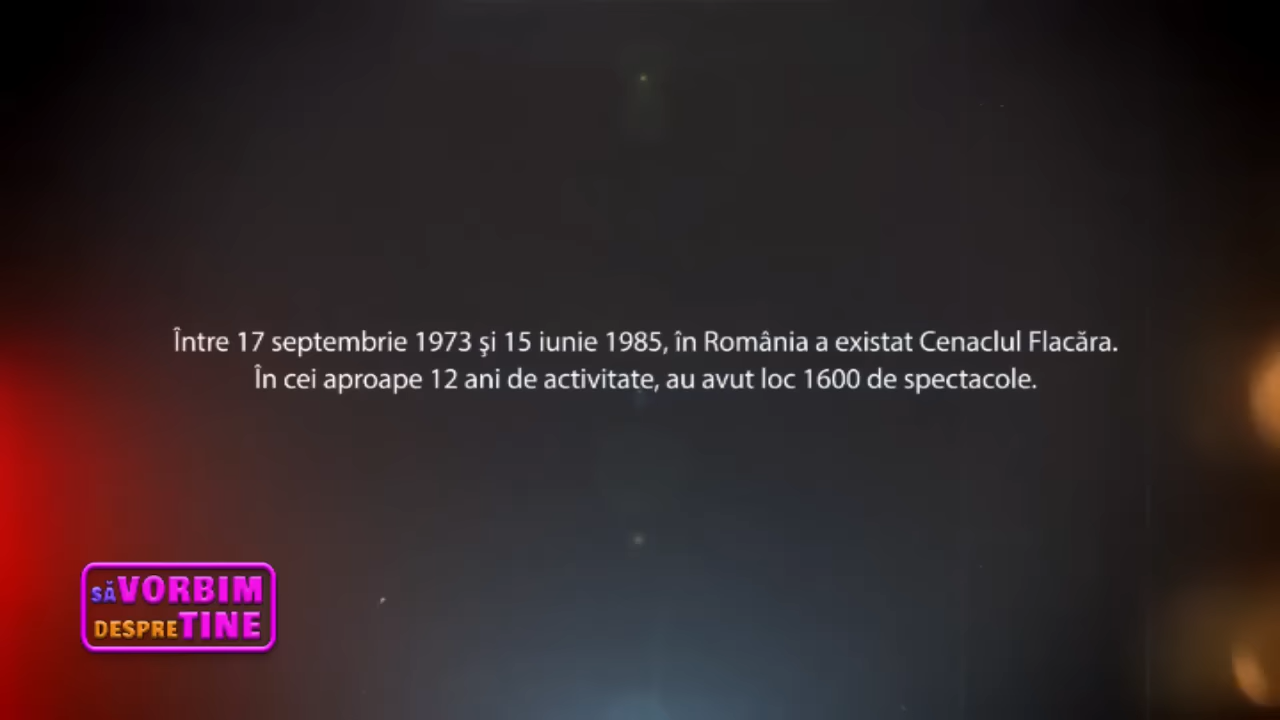 Între 17 septembrie 1973 şi 15 iunie 1985, în România a existat Cenaclul Flacăra.
În cei aproape 12 ani de activitate, au avut loc 1600 de spectacole.
SĂ VORBIM
DESPRE TINE